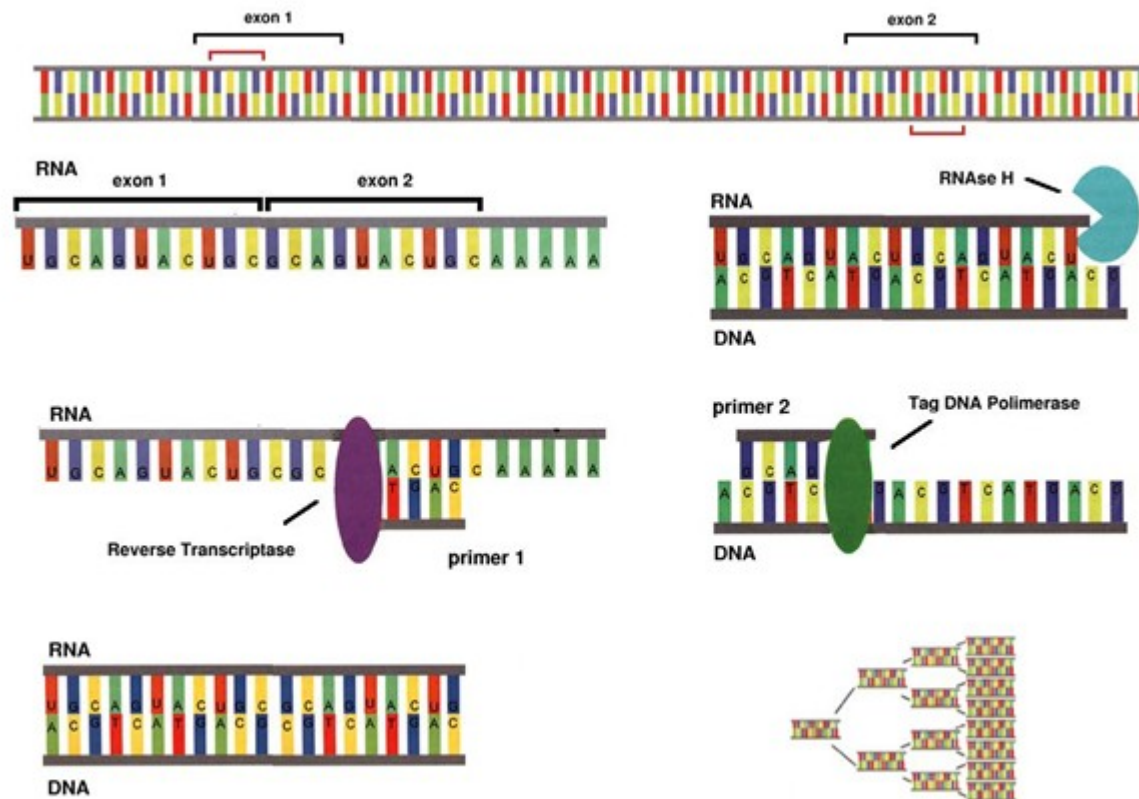 exon 1
exon 2
RNA
exon 1
exon 2
U G C A G U A C U G C G C A G U A C U G C A A A A A
RNAse H
RNA
U G C A G U A C U G C A G U A C U
A C G T C A T G A C G T C A T G A C G
DNA
RNA
U G C A G U A C U G C G C
A C U G C A A A A A
T G A C
Reverse Transcriptase
primer 1
primer 2
Tag DNA Polimerase
G C A G
A C G T C
G A C G T C A T G A C G
DNA
RNA
U G C A G U A C U G C G C A G U A C U G
A C G T C A T G A C G C G T C A T G A C
DNA